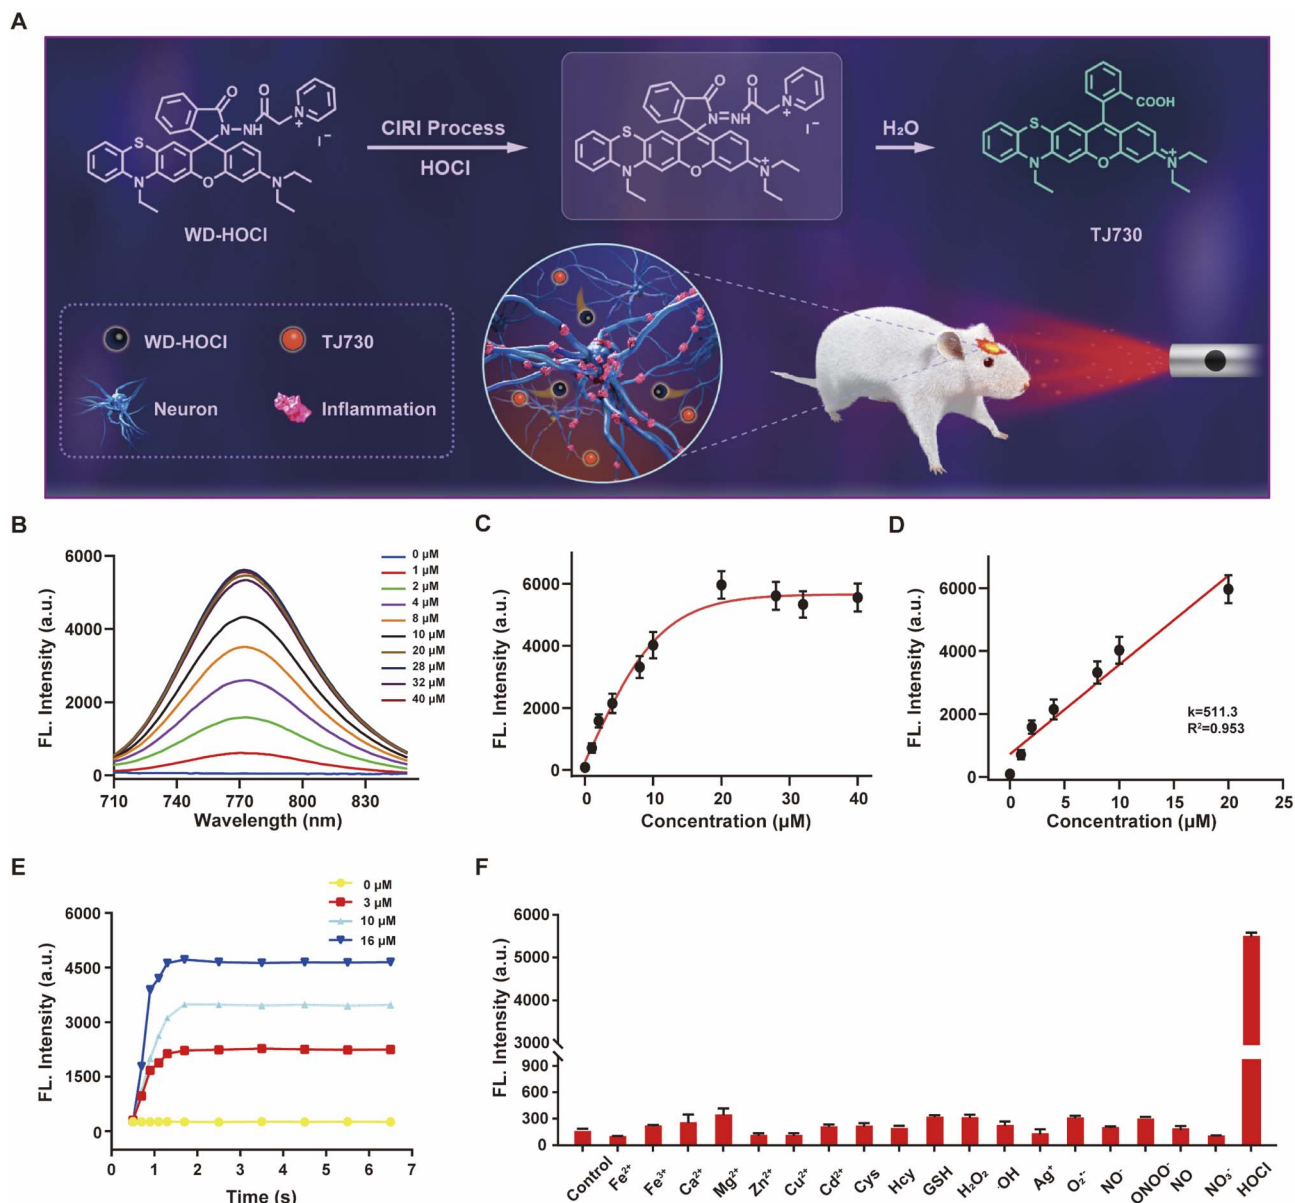 A
O
O
N-NH
N
+
I⁻
S
N
O
N
WD-HOCl
CIRI Process
HOCl
O
O
N=NH
N
+
I⁻
S
N
O
N
+
H₂O
COOH
S
N
O
N
+
TJ730
WD-HOCl
TJ730
Neuron
Inflammation
B
FL. Intensity (a.u.)
6000
4000
2000
0
710
740
770
800
830
Wavelength (nm)
0 µM
1 µM
2 µM
4 µM
8 µM
10 µM
20 µM
28 µM
32 µM
40 µM
C
FL. Intensity (a.u.)
6000
4000
2000
0
0
10
20
30
40
Concentration (µM)
D
FL. Intensity (a.u.)
6000
4000
2000
0
0
5
10
15
20
25
Concentration (µM)
k=511.3
R²=0.953
E
FL. Intensity (a.u.)
6000
4500
3000
1500
0
0
1
2
3
4
5
6
7
Time (s)
0 µM
3 µM
10 µM
16 µM
F
FL. Intensity (a.u.)
6000
5000
4000
3000
900
600
300
0
Control
Fe²⁺
Fe³⁺
Ca²⁺
Mg²⁺
Zn²⁺
Cu²⁺
Cd²⁺
Cys
Hcy
GSH
H₂O₂
·OH
Ag⁺
O₂·⁻
NO⁻
ONOO⁻
NO
NO₃⁻
HOCl